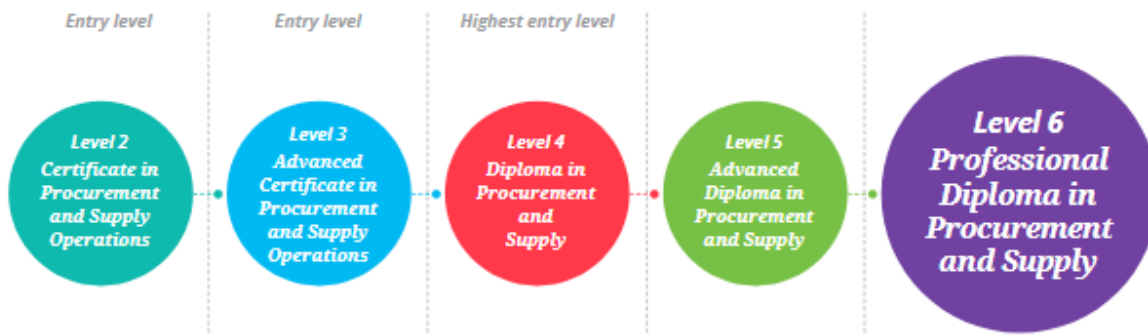 Entry level
Entry level
Highest entry level
Level 2
Certificate in
Procurement
and Supply
Operations
Level 3
Advanced
Certificate in
Procurement
and Supply
Operations
Level 4
Diploma in
Procurement
and
Supply
Level 5
Advanced
Diploma in
Procurement
and Supply
Level 6
Professional
Diploma in
Procurement
and Supply